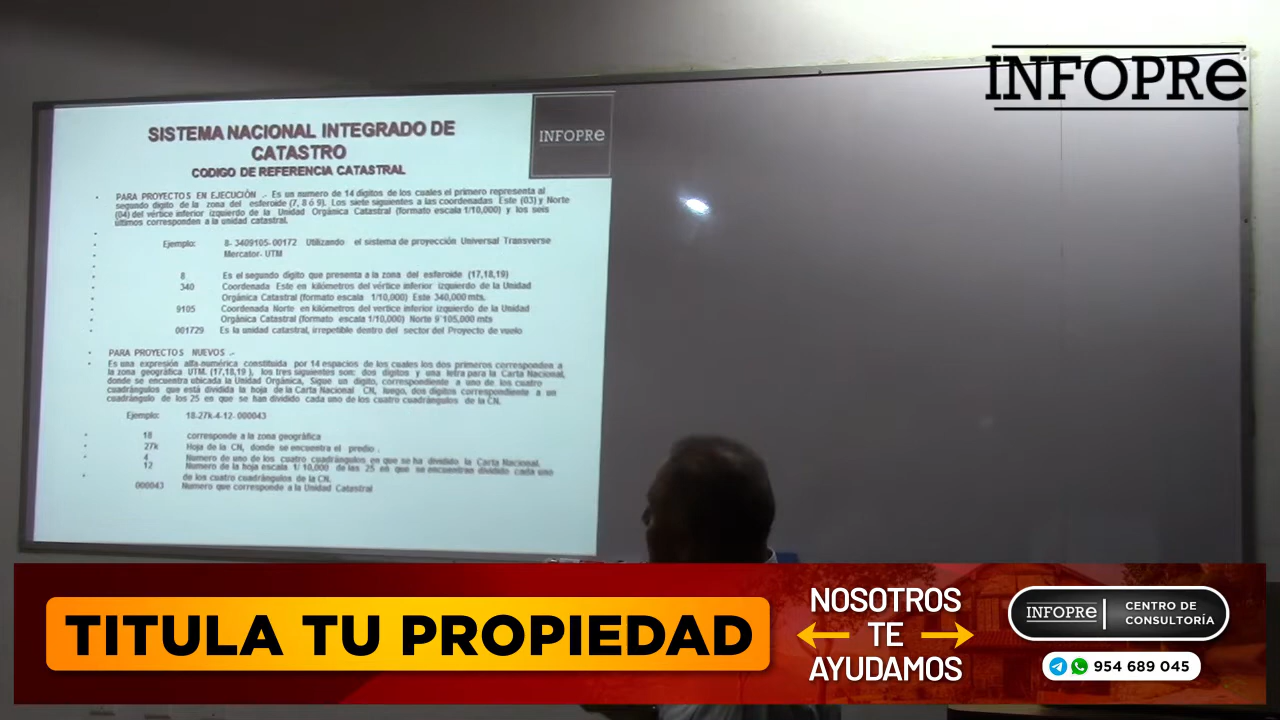 INFOPRe
INFOPRe
SISTEMA NACIONAL INTEGRADO DE
CATASTRO
CODIGO DE REFERENCIA CATASTRAL
• PARA PROYECTOS EN EJECUCIÓN .- Es un numero de 14 digitos de los cuales el primero representa al
segundo digito de la zona del esferoide (7, 8 ó 9). Los siete siguientes a las coordenadas Este (03) y Norte
(04) del vértice inferior izquierdo de la Unidad Orgánica Catastral (formato escala 1/10,000) y los seis
últimos corresponden a la unidad catastral.
Ejemplo: 8- 3409105- 00172 Utilizando el sistema de proyección Universal Transverse
Mercator- UTM
8 Es el segundo digito que presenta a la zona del esferoide (17,18,19)
340 Coordenada Este en kilómetros del vértice inferior izquierdo de la Unidad
Orgánica Catastral (formato escala 1/10,000) Este 340,000 mts.
9105 Coordenada Norte en kilómetros del vertice inferior izquierdo de la Unidad
Orgánica Catastral (formato escala 1/10,000) Norte 9'105,000 mts
001729 Es la unidad catastral, irrepetible dentro del sector del Proyecto de vuelo
• PARA PROYECTOS NUEVOS .-
• Es una expresión alfa-numérica constituida por 14 espacios de los cuales los dos primeros corresponden a
la zona geográfica UTM. (17,18,19 ), los tres siguientes son: dos digitos y una letra para la Carta Nacional,
donde se encuentra ubicada la Unidad Orgánica, Sigue un digito, correspondiente a uno de los cuatro
cuadrángulos que está dividida la hoja de la Carta Nacional CN, luego, dos digitos correspondiente a un
cuadrángulo de los 25 en que se han dividido cada uno de los cuatro cuadrángulos de la CN.
Ejemplo: 18-27k-4-12- 000043
• 18 corresponde a la zona geográfica
• 27k Hoja de la CN, donde se encuentra el predio .
• 4 Numero de uno de los cuatro cuadrángulos en que se ha dividido la Carta Nacional.
12 Numero de la hoja escala 1/ 10,000 de las 25 en que se encuentran dividido cada uno
• de los cuatro cuadrángulos de la CN.
000043 Numero que corresponde a la Unidad Catastral
TITULA TU PROPIEDAD
NOSOTROS
TE
AYUDAMOS
INFOPRe | CENTRO DE
CONSULTORÍA
954 689 045